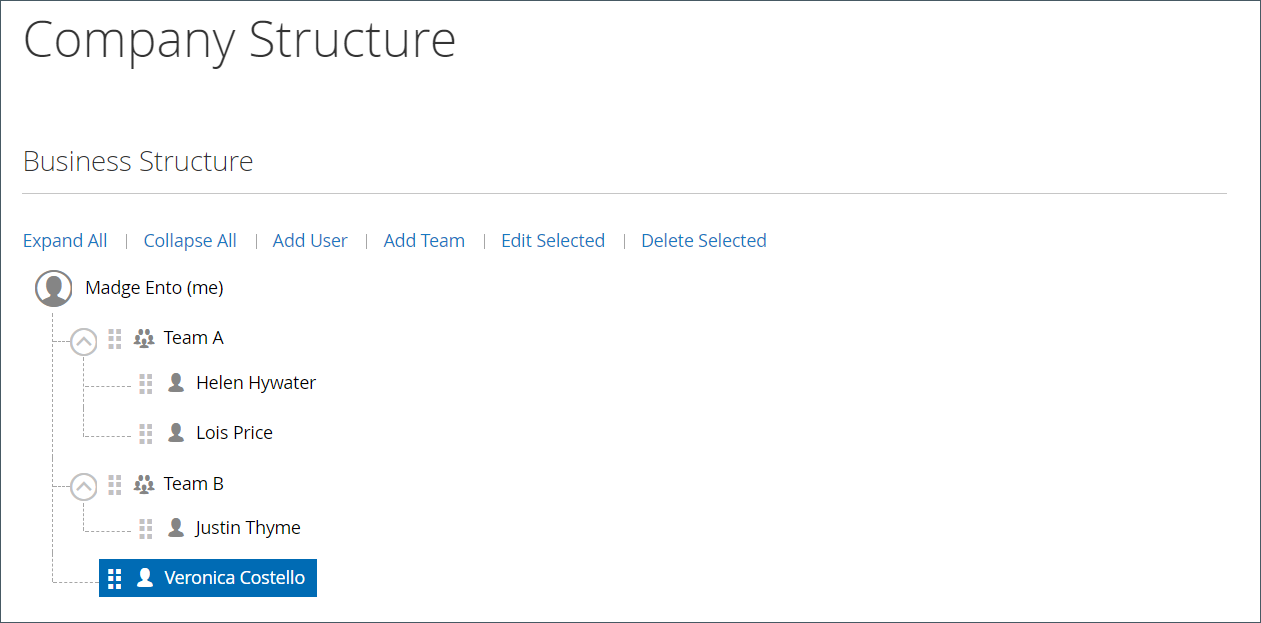 Company Structure
Business Structure
Expand All | Collapse All | Add User | Add Team | Edit Selected | Delete Selected
Madge Ento (me)
Team A
Helen Hywater
Lois Price
Team B
Justin Thyme
Veronica Costello